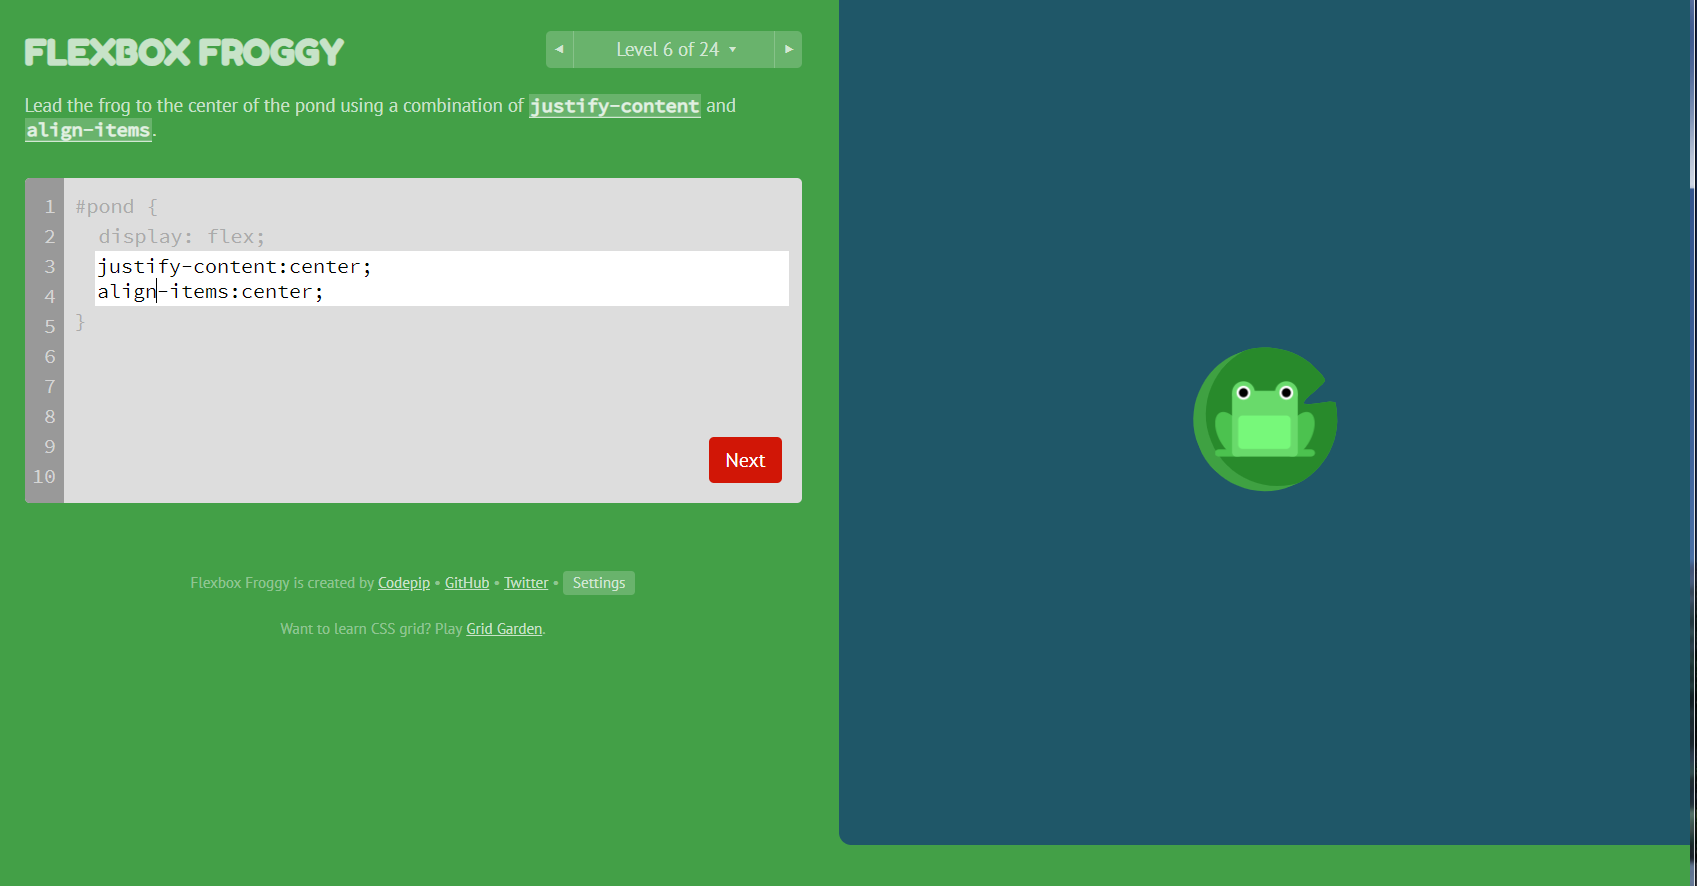 FLEXBOX FROGGY
◄ Level 6 of 24 ▾ ►
Lead the frog to the center of the pond using a combination of justify-content and
align-items.
1 #pond {
2 display: flex;
3 justify-content:center;
4 align-items:center;
5 }
6
7
8
9
10
Next
Flexbox Froggy is created by Codepip • GitHub • Twitter • Settings
Want to learn CSS grid? Play Grid Garden.